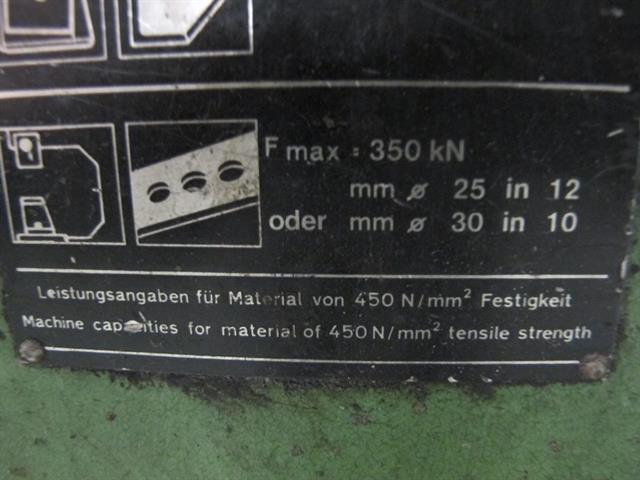 F max = 350 kN
mm ø 25 in 12
oder mm ø 30 in 10
Leistungsangaben für Material von 450 N/mm² Festigkeit
Machine capacities for material of 450 N/mm² tensile strength